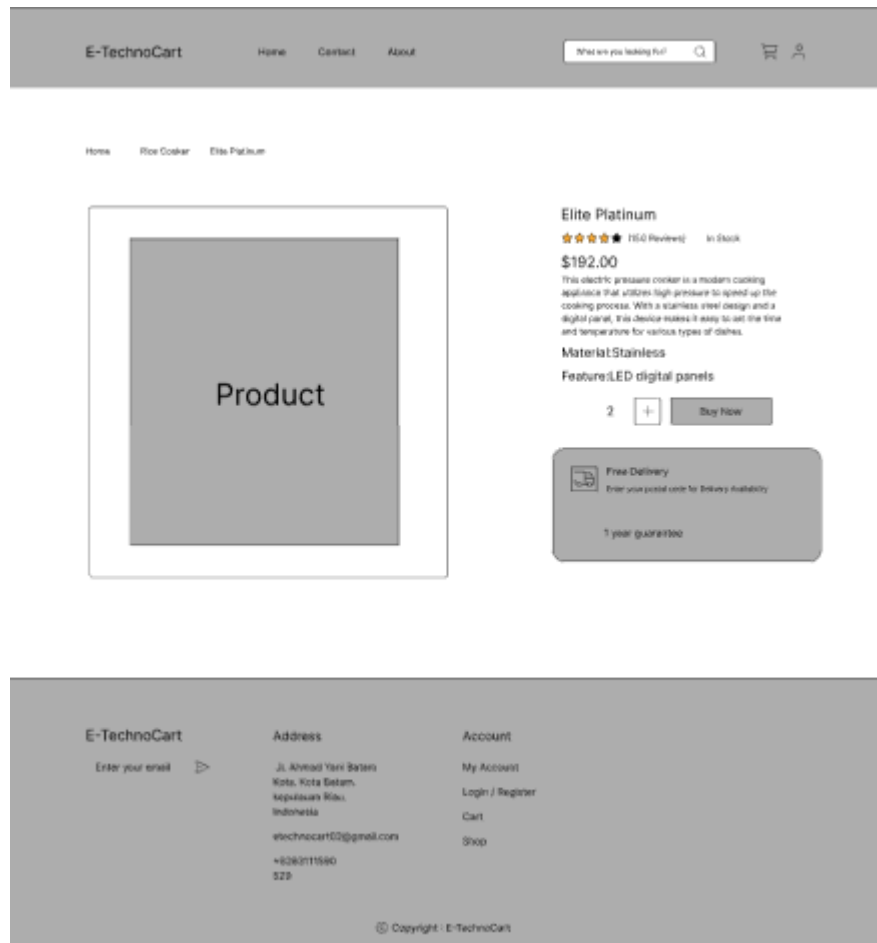 E-TechnoCart
Home Contact About
What are you looking for?
Home Rice Cooker Elite Platinum
Product
Elite Platinum
(150 Reviews) In Stock
$192.00
This electric pressure cooker is a modern cooking
appliance that utilizes high pressure to speed up the
cooking process. With a stainless steel design and a
digital panel, this device makes it easy to set the time
and temperature for various types of dishes.
Material:Stainless
Feature:LED digital panels
2 + Buy Now
Free Delivery
Enter your postal code for Delivery Availability
1 year guarantee
E-TechnoCart
Enter your email
Address
Jl. Ahmad Yani Batam
Kota. Kota Batam.
kepulauan Riau.
Indonesia
etechnocart02@gmail.com
529
Account
My Account
Login / Register
Cart
Shop
© Copyright : E-TechnoCart